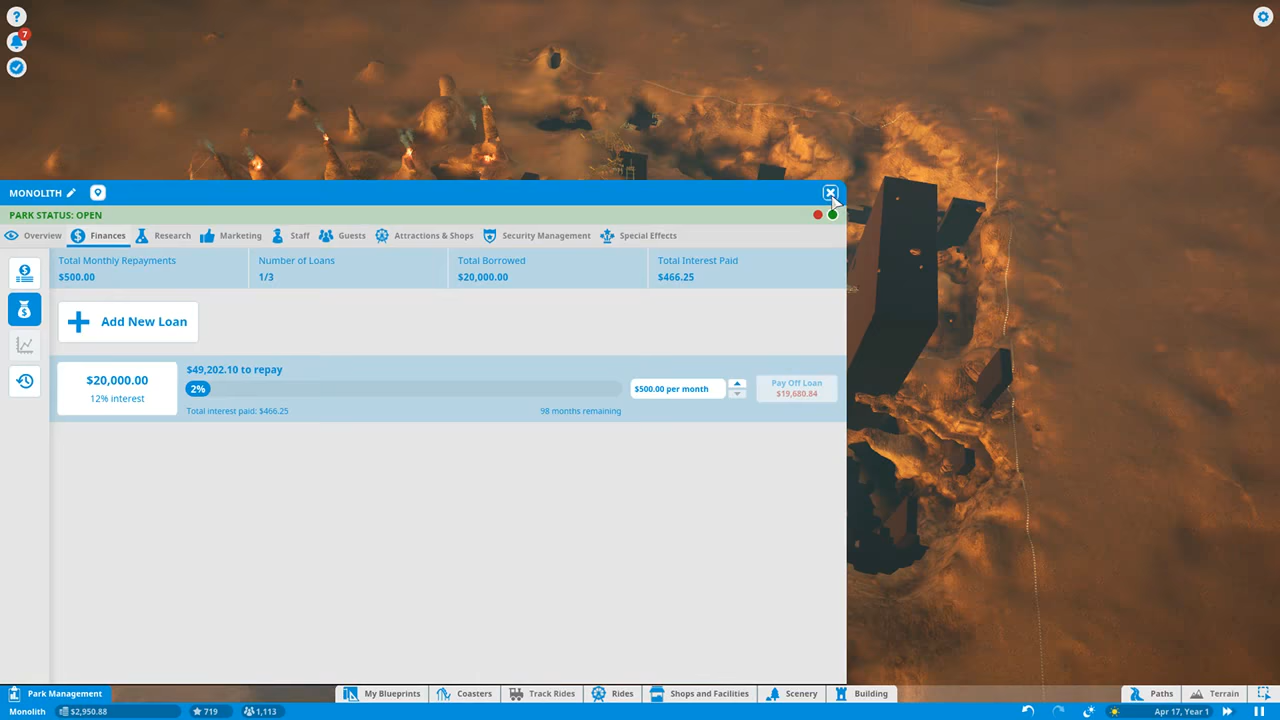 ?
7
MONOLITH
PARK STATUS: OPEN
Overview Finances Research Marketing Staff Guests Attractions & Shops Security Management Special Effects
Total Monthly Repayments Number of Loans Total Borrowed Total Interest Paid
$500.00 1/3 $20,000.00 $466.25
Add New Loan
$49,202.10 to repay
$20,000.00
12% interest
2%
$500.00 per month
Pay Off Loan
$19,680.84
Total interest paid: $466.25 98 months remaining
Park Management My Blueprints Coasters Track Rides Rides Shops and Facilities Scenery Building Paths Terrain
Monolith $2,950.88 719 1,113 Apr 17, Year 1